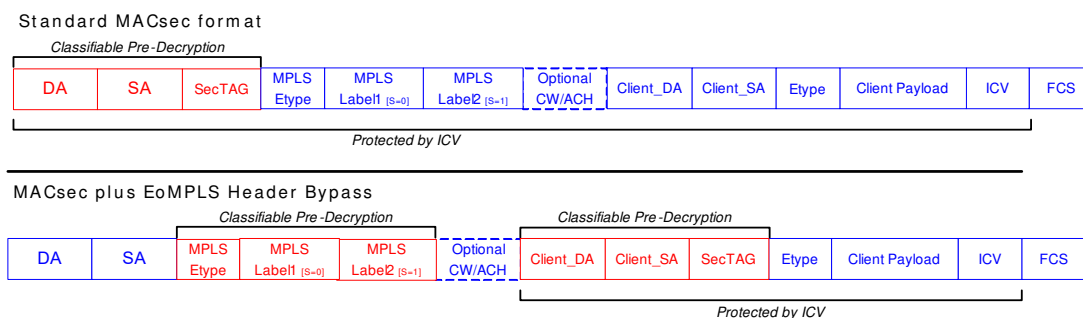 Standard MACsec format
Classifiable Pre-Decryption
DA SA SecTAG MPLS Etype MPLS Label1 [S=0] MPLS Label2 [S=1] Optional CW/ACH Client_DA Client_SA Etype Client Payload ICV FCS
Protected by ICV
MACsec plus EoMPLS Header Bypass
Classifiable Pre-Decryption Classifiable Pre-Decryption
DA SA MPLS Etype MPLS Label1 [S=0] MPLS Label2 [S=1] Optional CW/ACH Client_DA Client_SA SecTAG Etype Client Payload ICV FCS
Protected by ICV